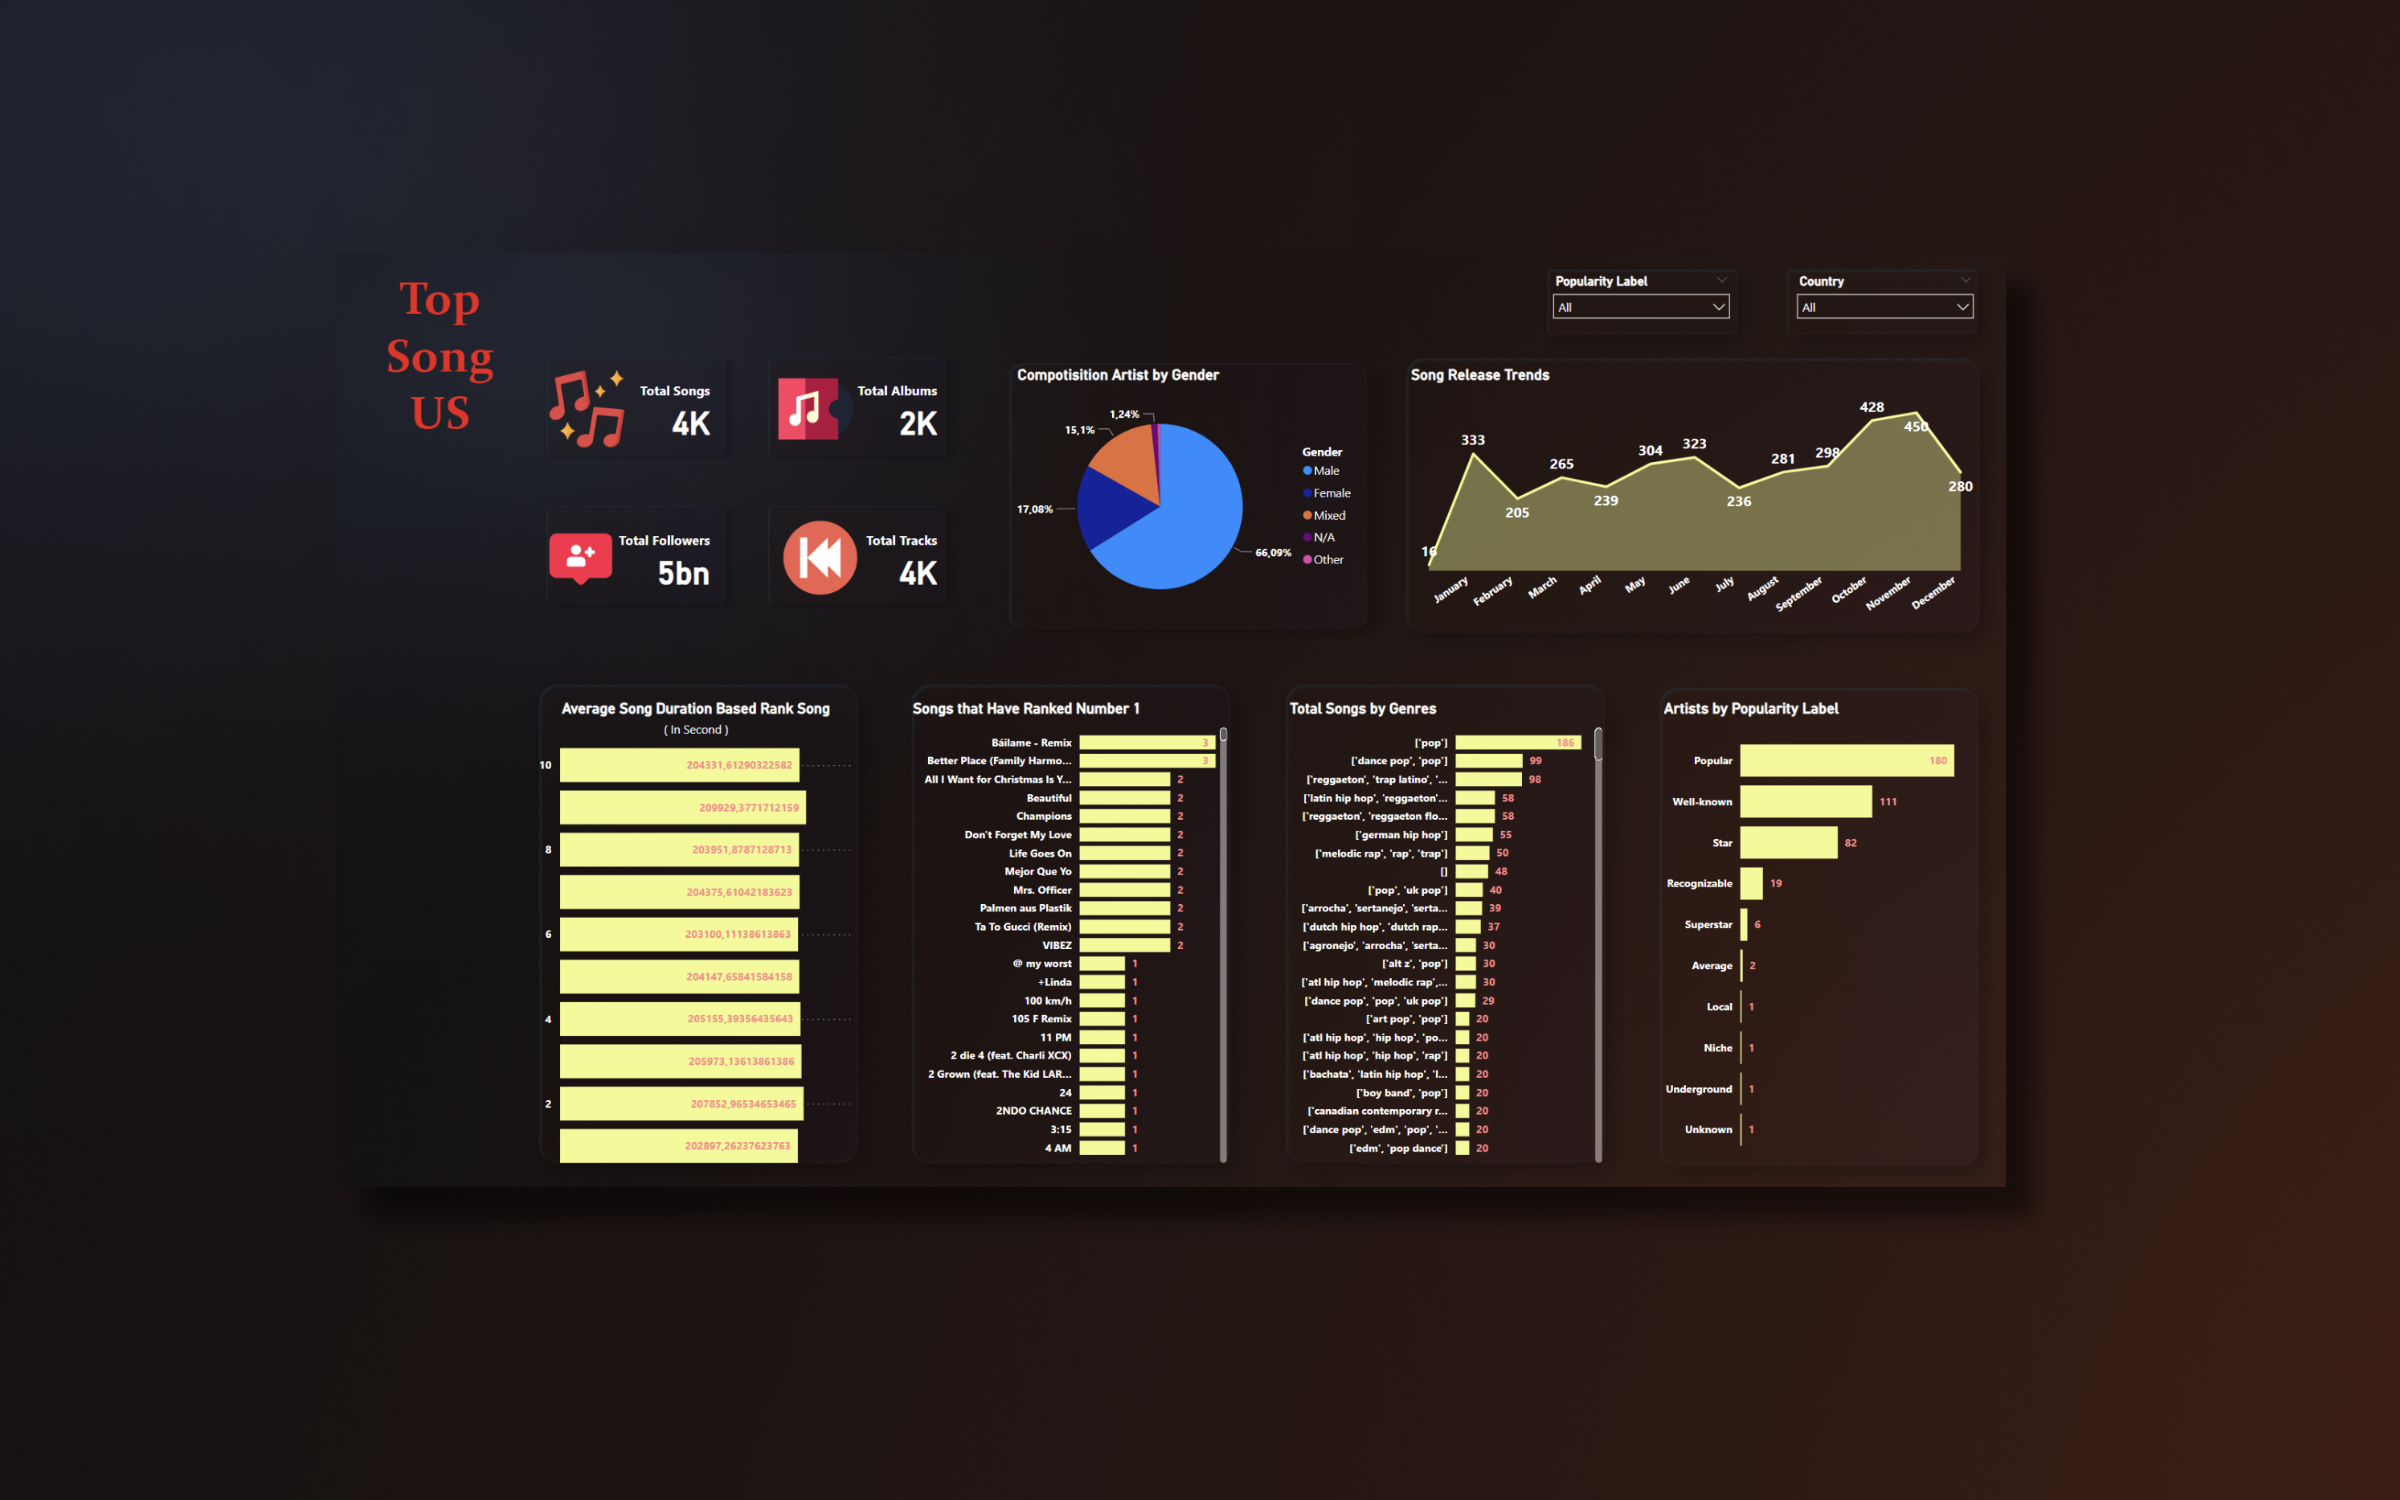 Top
Song
US
Popularity Label
All
Country
All
Total Songs
4K
Total Albums
2K
Total Followers
5bn
Total Tracks
4K
Compotisition Artist by Gender
1,24%
15,1%
17,08%
66,09%
Gender
Male
Female
Mixed
N/A
Other
Song Release Trends
16
333
205
265
239
304
323
236
281
298
428
450
280
January
February
March
April
May
June
July
August
September
October
November
December
Average Song Duration Based Rank Song
( In Second )
10 204331,61290322582
209929,3771712159
8 203951,8787128713
204375,61042183623
6 203100,11138613863
204147,65841584158
4 205155,39356435643
205973,13613861386
2 207852,96534653465
202897,26237623763
Songs that Have Ranked Number 1
Báilame - Remix 3
Better Place (Family Harmo... 3
All I Want for Christmas Is Y... 2
Beautiful 2
Champions 2
Don't Forget My Love 2
Life Goes On 2
Mejor Que Yo 2
Mrs. Officer 2
Palmen aus Plastik 2
Ta To Gucci (Remix) 2
VIBEZ 2
@ my worst 1
+Linda 1
100 km/h 1
105 F Remix 1
11 PM 1
2 die 4 (feat. Charli XCX) 1
2 Grown (feat. The Kid LAR... 1
24 1
2NDO CHANCE 1
3:15 1
4 AM 1
Total Songs by Genres
['pop'] 186
['dance pop', 'pop'] 99
['reggaeton', 'trap latino', '... 98
['latin hip hop', 'reggaeton'... 58
['reggaeton', 'reggaeton flo... 58
['german hip hop'] 55
['melodic rap', 'rap', 'trap'] 50
[] 48
['pop', 'uk pop'] 40
['arrocha', 'sertanejo', 'serta... 39
['dutch hip hop', 'dutch rap... 37
['agronejo', 'arrocha', 'serta... 30
['alt z', 'pop'] 30
['atl hip hop', 'melodic rap',... 30
['dance pop', 'pop', 'uk pop'] 29
['art pop', 'pop'] 20
['atl hip hop', 'hip hop', 'po... 20
['atl hip hop', 'hip hop', 'rap'] 20
['bachata', 'latin hip hop', 'l... 20
['boy band', 'pop'] 20
['canadian contemporary r... 20
['dance pop', 'edm', 'pop', '... 20
['edm', 'pop dance'] 20
Artists by Popularity Label
Popular 180
Well-known 111
Star 82
Recognizable 19
Superstar 6
Average 2
Local 1
Niche 1
Underground 1
Unknown 1